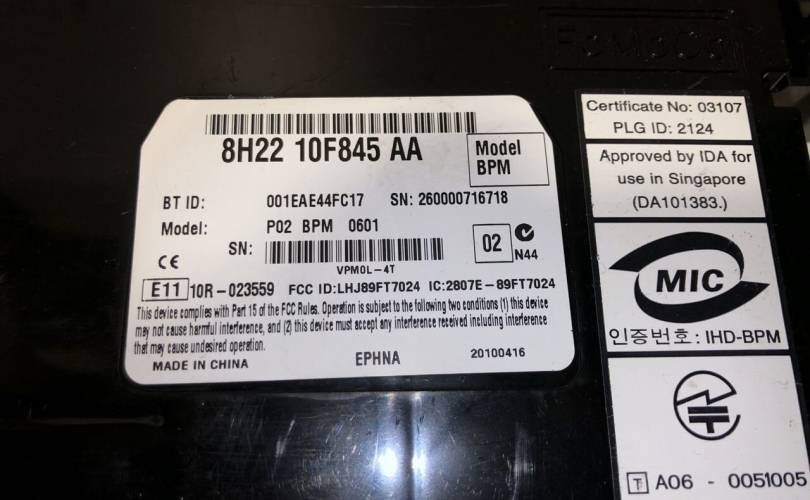 FoMoCo
8H22 10F845 AA
Model
BPM
BT ID: 001EAE44FC17 SN: 260000716718
Model: P02 BPM 0601
SN:
VPM0L-4T
02
N44
CE
E11 10R-023559 FCC ID:LHJ89FT7024 IC:2807E-89FT7024
This device complies with Part 15 of the FCC Rules. Operation is subject to the following two conditions (1) this device
may not cause harmful interference, and (2) this device must accept any interference received including interference
that may cause undesired operation.
MADE IN CHINA EPHNA 20100416
Certificate No: 03107
PLG ID: 2124
Approved by IDA for
use in Singapore
(DA101383.)
MIC
인증번호: IHD-BPM
T A06 - 0051005